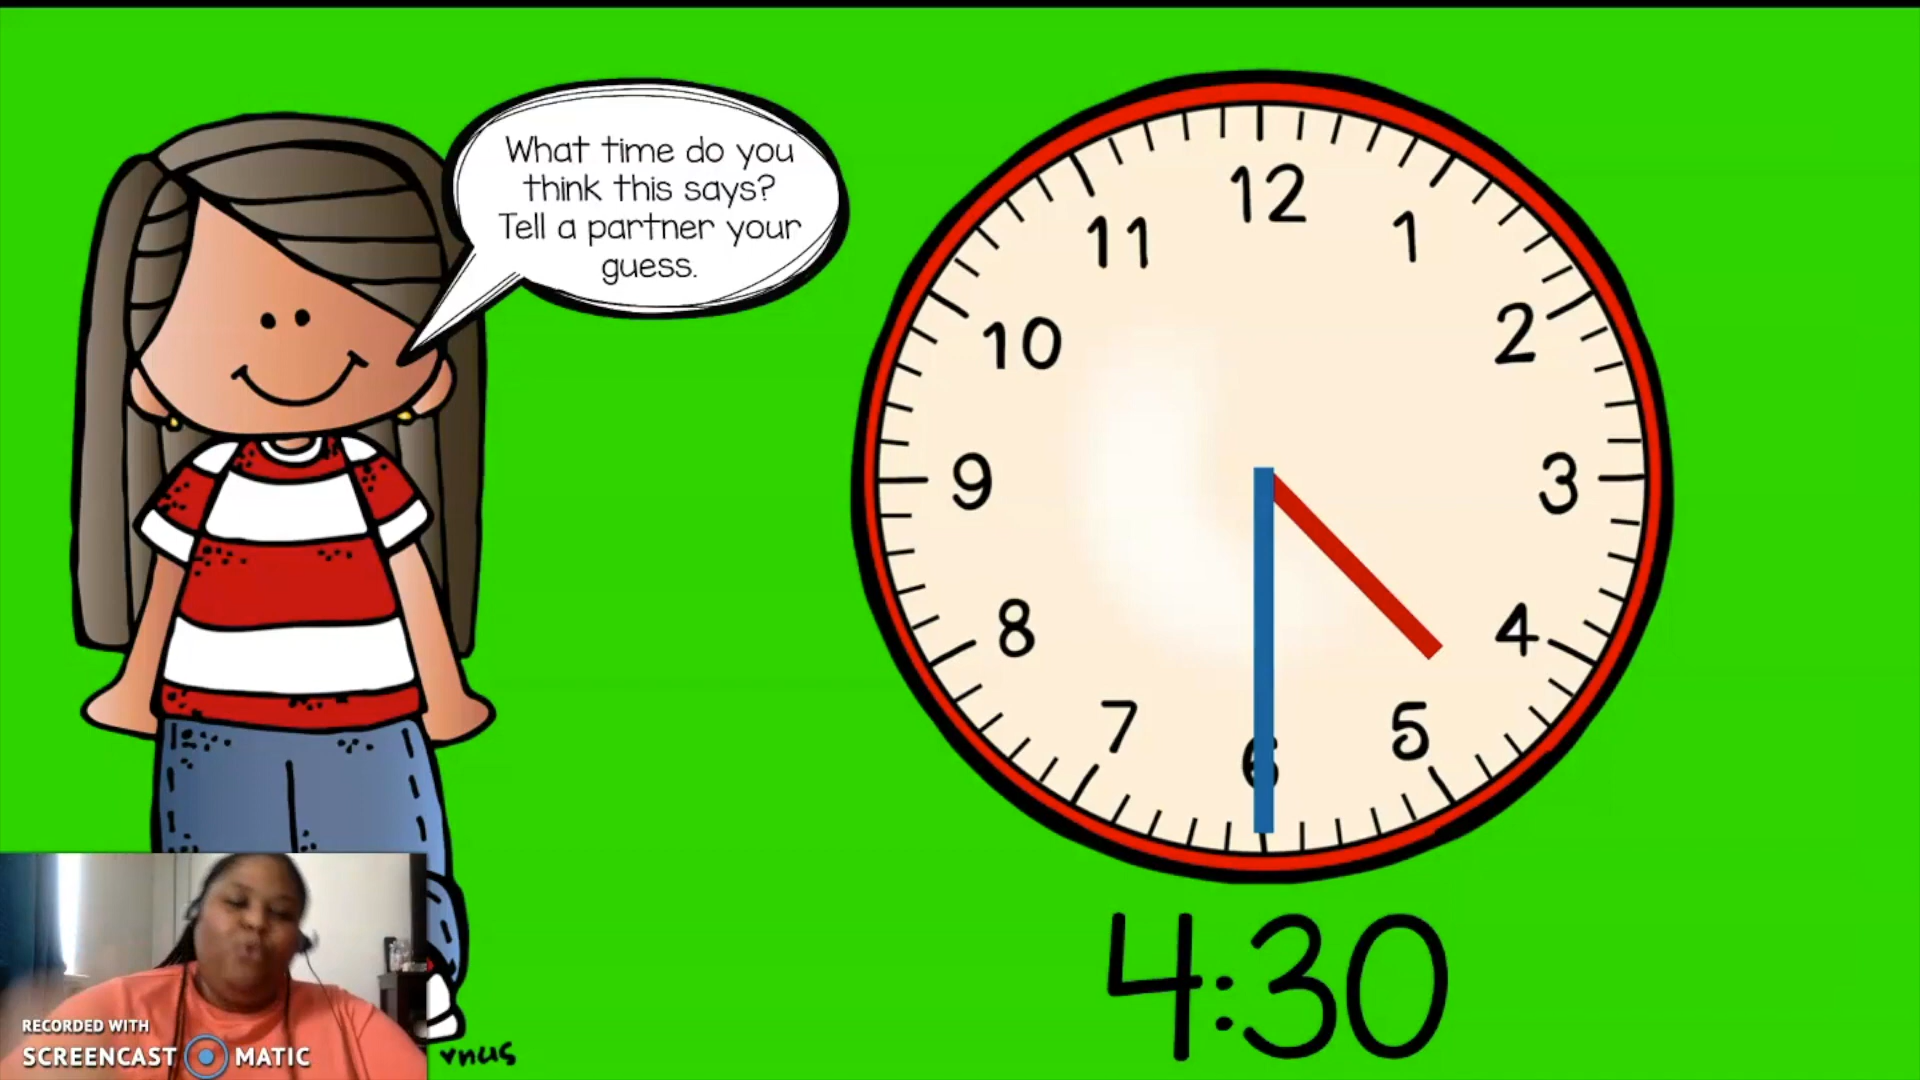 What time do you
think this says?
Tell a partner your
guess.
12
1
2
3
4
5
6
7
8
9
10
11
4:30
RECORDED WITH
SCREENCAST MATIC